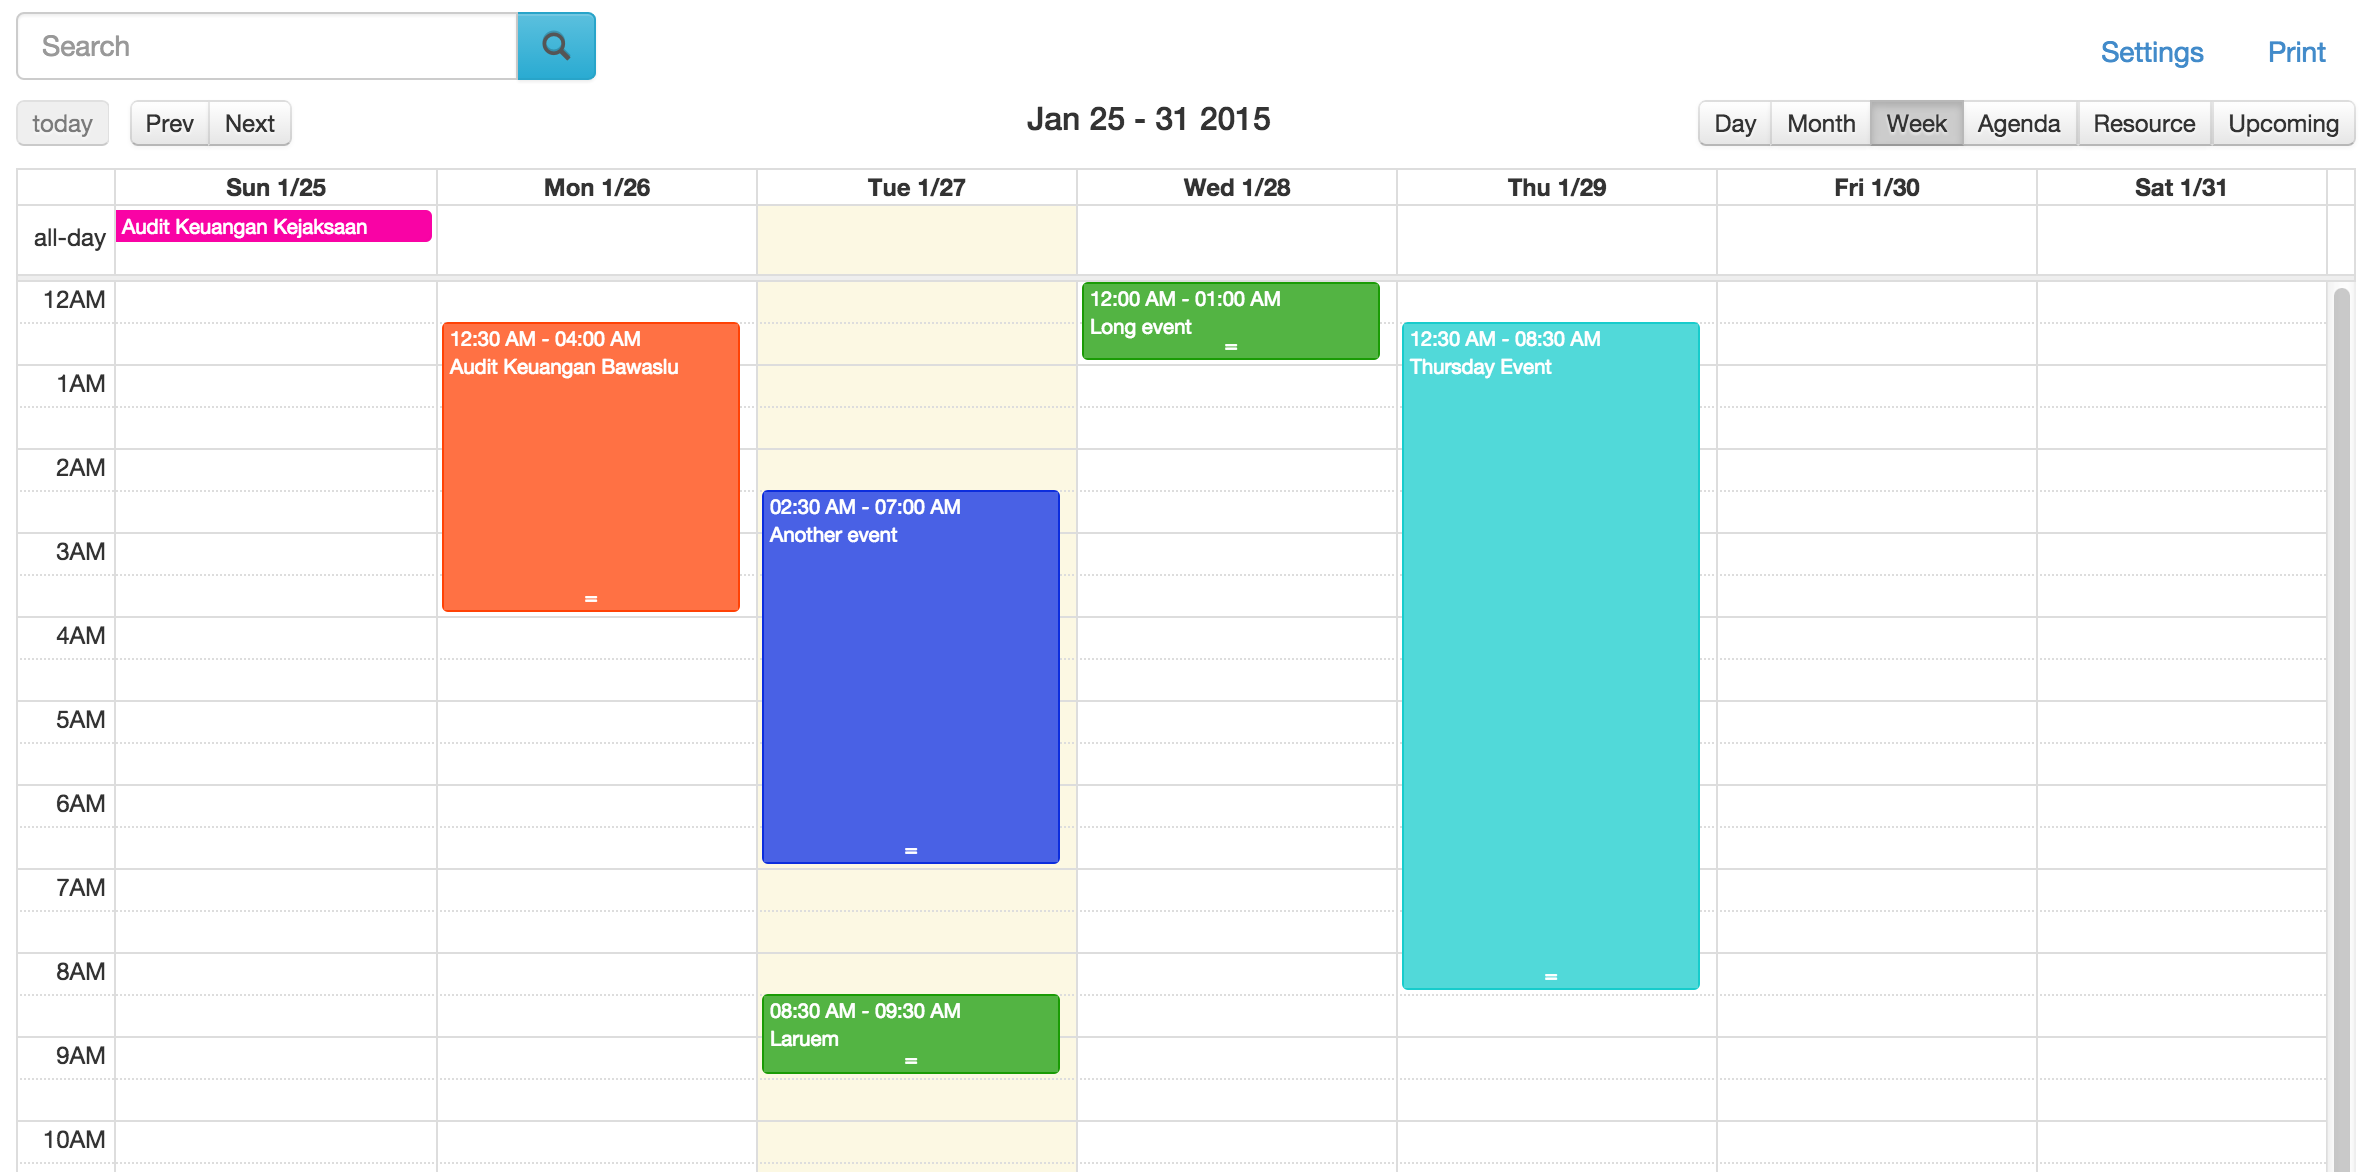 Search
Settings Print
today Prev Next Jan 25 - 31 2015 Day Month Week Agenda Resource Upcoming
Sun 1/25 Mon 1/26 Tue 1/27 Wed 1/28 Thu 1/29 Fri 1/30 Sat 1/31
all-day Audit Keuangan Kejaksaan
12AM
12:00 AM - 01:00 AM
Long event
=
12:30 AM - 04:00 AM
Audit Keuangan Bawaslu
=
12:30 AM - 08:30 AM
Thursday Event
=
1AM
2AM
02:30 AM - 07:00 AM
Another event
=
3AM
4AM
5AM
6AM
7AM
8AM
08:30 AM - 09:30 AM
Laruem
=
9AM
10AM